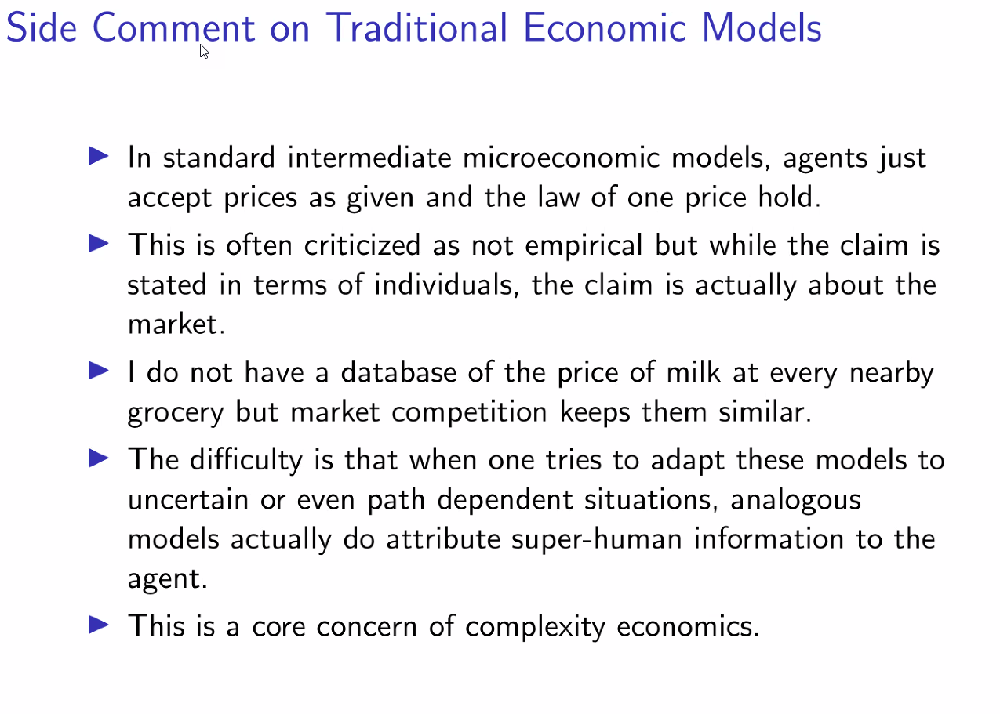 Side Comment on Traditional Economic Models
In standard intermediate microeconomic models, agents just
accept prices as given and the law of one price hold.
This is often criticized as not empirical but while the claim is
stated in terms of individuals, the claim is actually about the
market.
I do not have a database of the price of milk at every nearby
grocery but market competition keeps them similar.
The difficulty is that when one tries to adapt these models to
uncertain or even path dependent situations, analogous
models actually do attribute super-human information to the
agent.
This is a core concern of complexity economics.